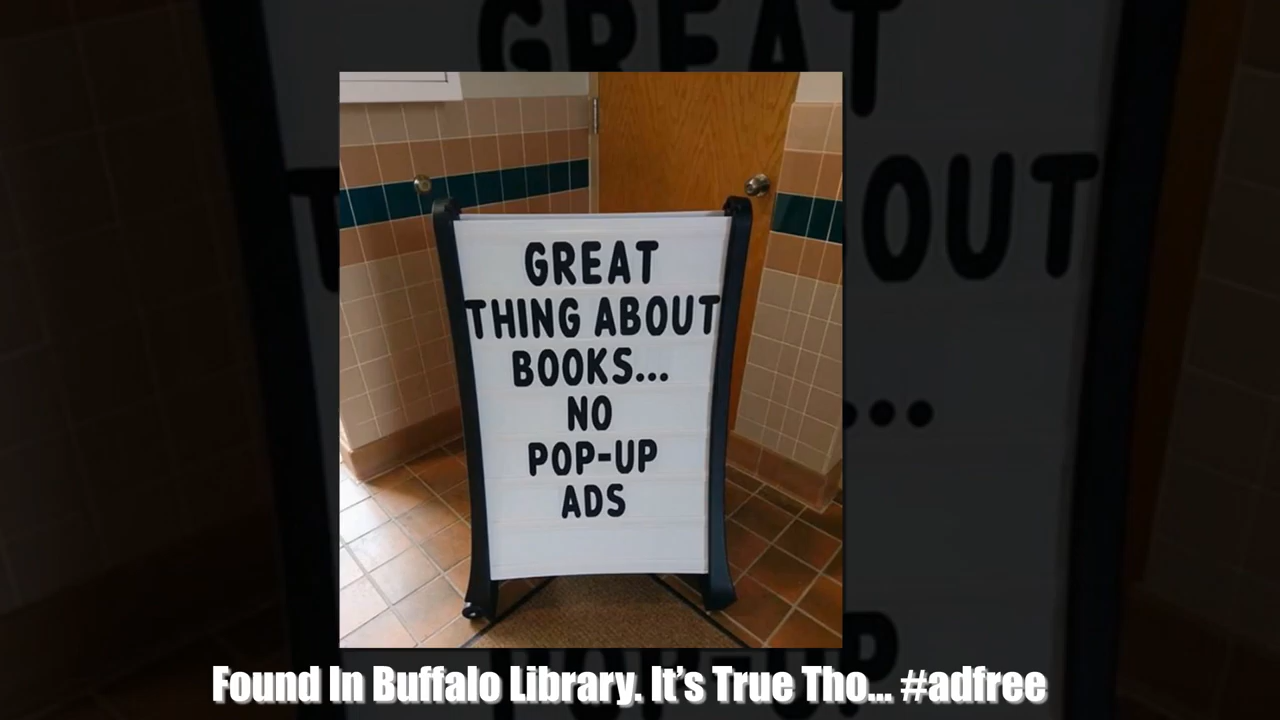 GREAT
THING ABOUT
BOOKS...
NO
POP-UP
ADS
Found In Buffalo Library. It’s True Tho... #adfree